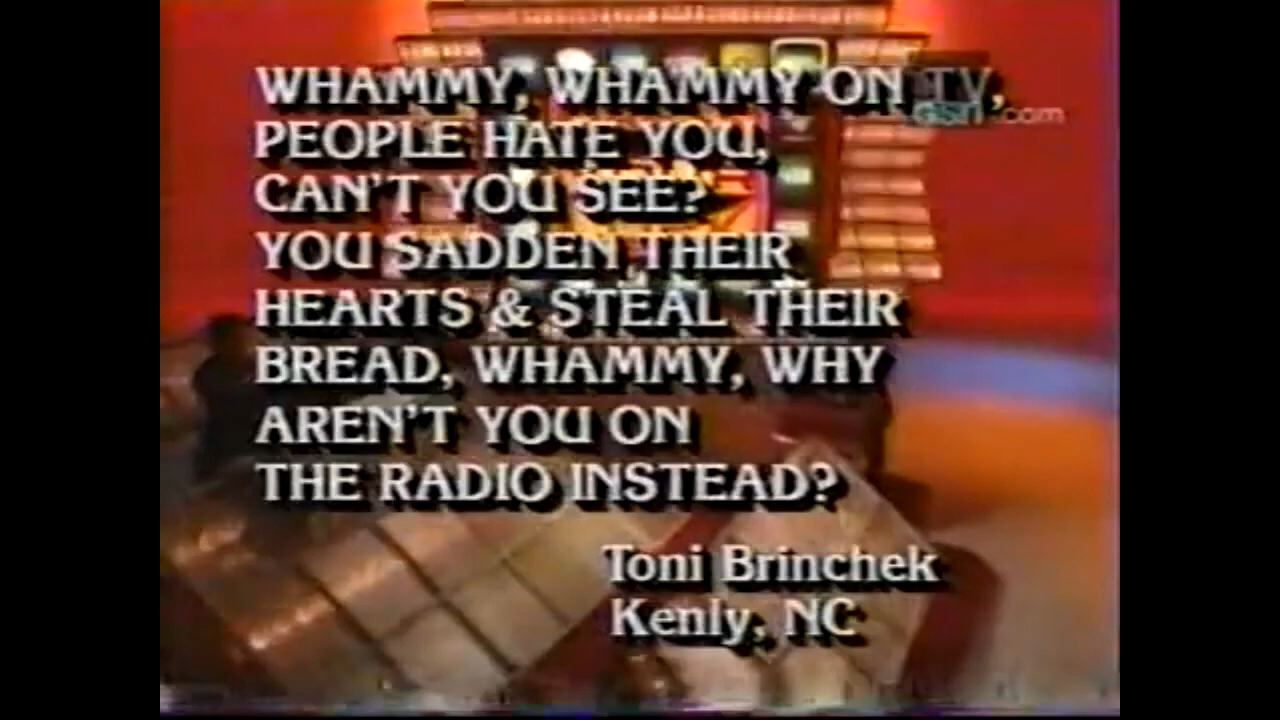 WHAMMY, WHAMMY ON TV,
PEOPLE HATE YOU,
CAN'T YOU SEE?
YOU SADDEN THEIR
HEARTS & STEAL THEIR
BREAD, WHAMMY, WHY
AREN'T YOU ON
THE RADIO INSTEAD?
Toni Brinchek
Kenly, NC
gsn.com